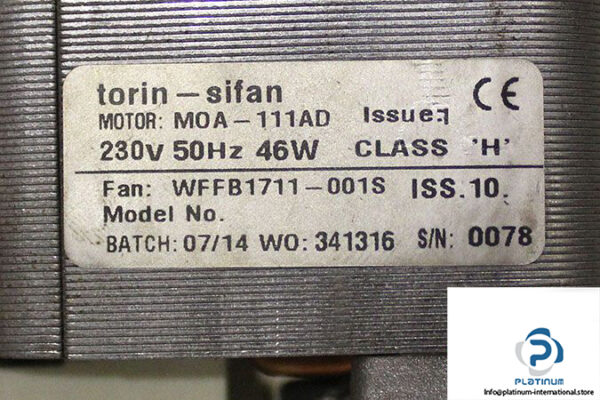 torin-sifan
MOTOR: MOA-111AD Issue:1 CE
230V 50Hz 46W CLASS 'H'
Fan: WFFB1711-001S ISS.10.
Model No.
BATCH: 07/14 WO: 341316 S/N: 0078
PLATINUM
Info@platinum-international.store